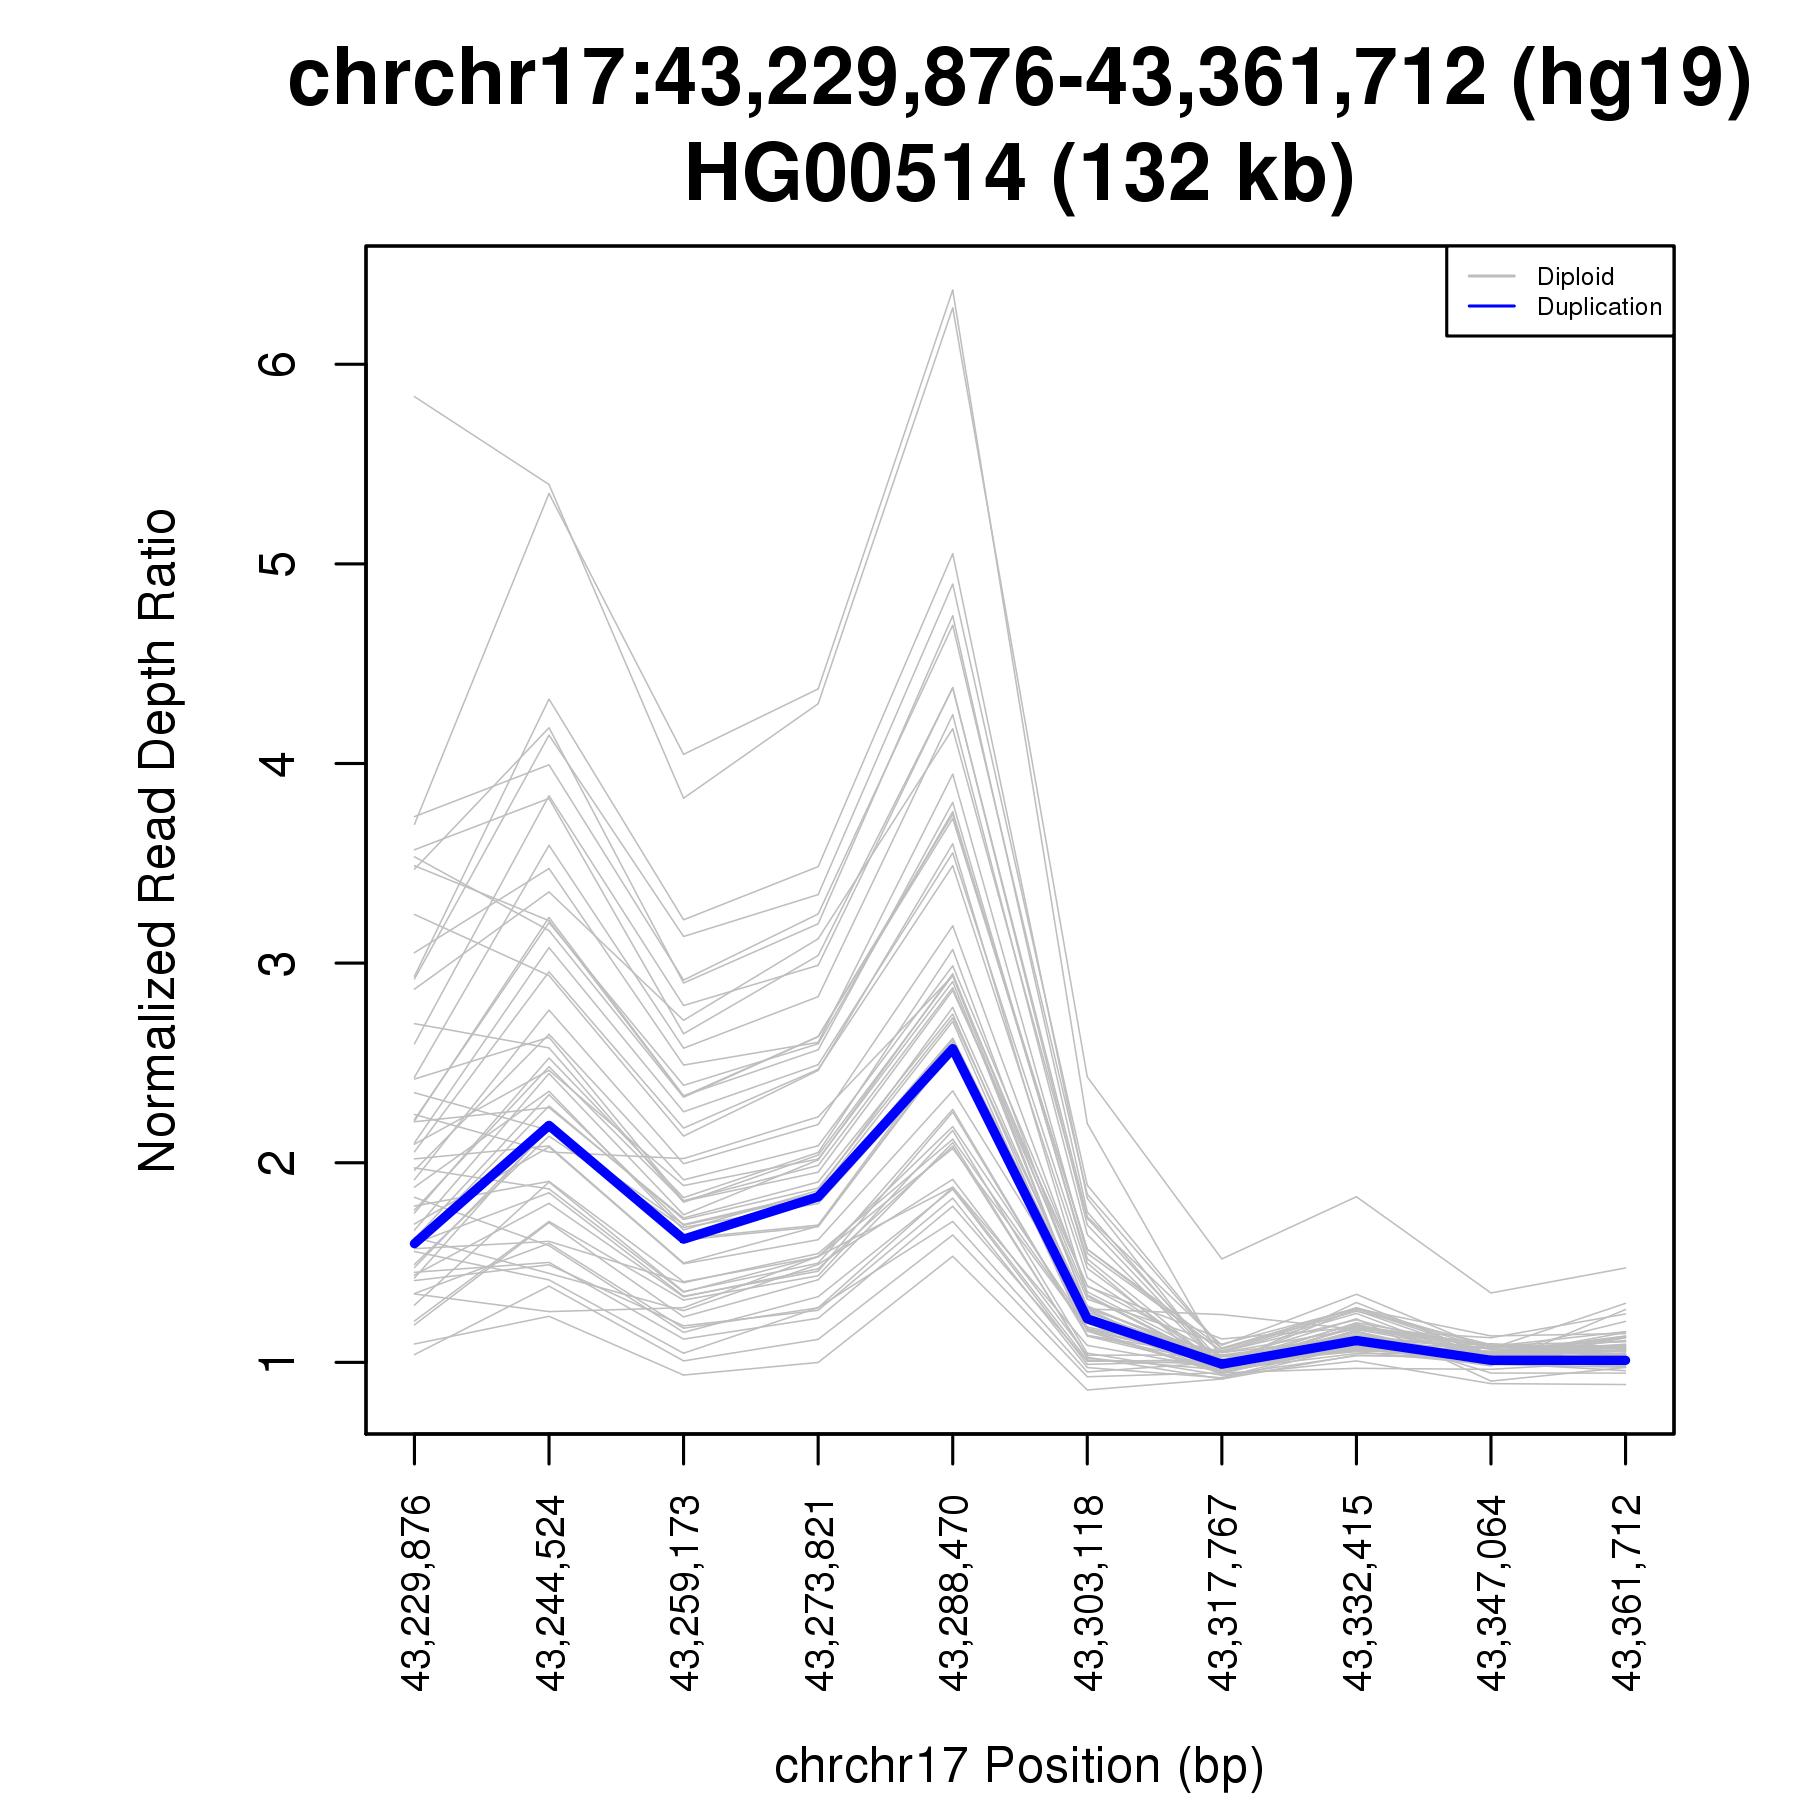 chrchr17:43,229,876-43,361,712 (hg19)
HG00514 (132 kb)
Diploid
Duplication
Normalized Read Depth Ratio
6
5
4
3
2
1
43,229,876
43,244,524
43,259,173
43,273,821
43,288,470
43,303,118
43,317,767
43,332,415
43,347,064
43,361,712
chrchr17 Position (bp)